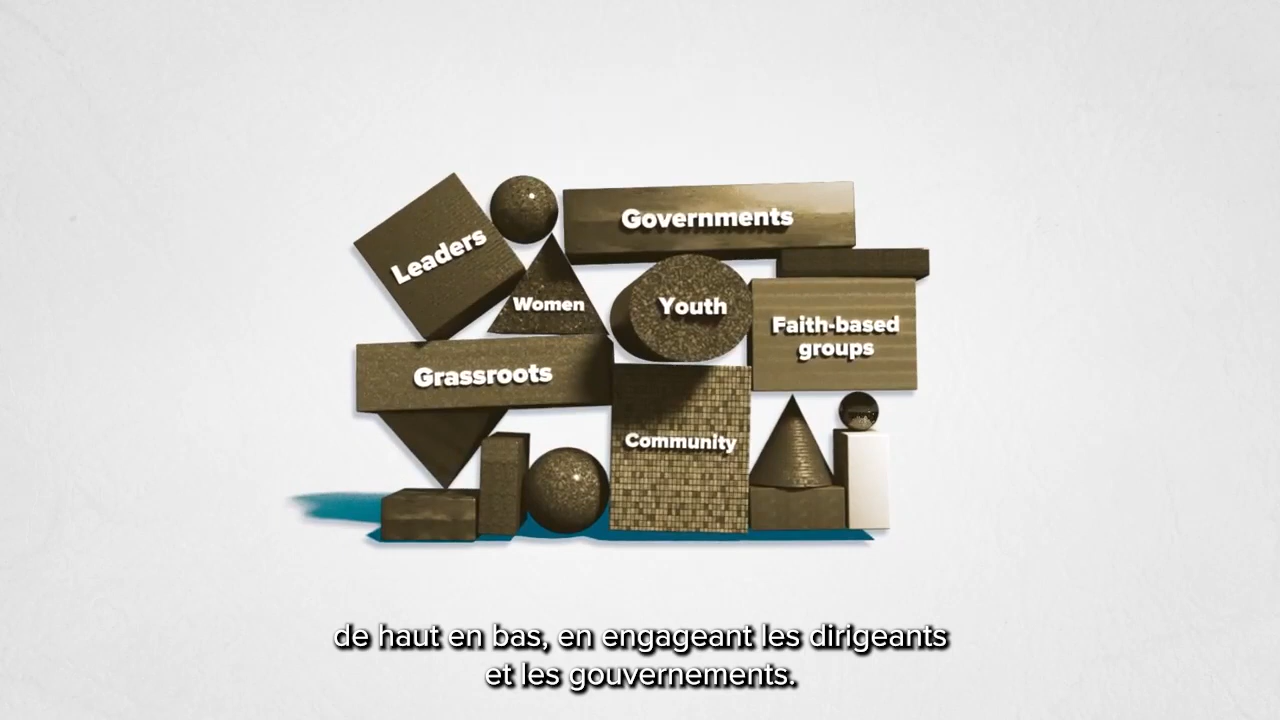 Governments
Leaders
Women
Youth
Faith-based
groups
Grassroots
Community
de haut en bas, en engageant les dirigeants
et les gouvernements.